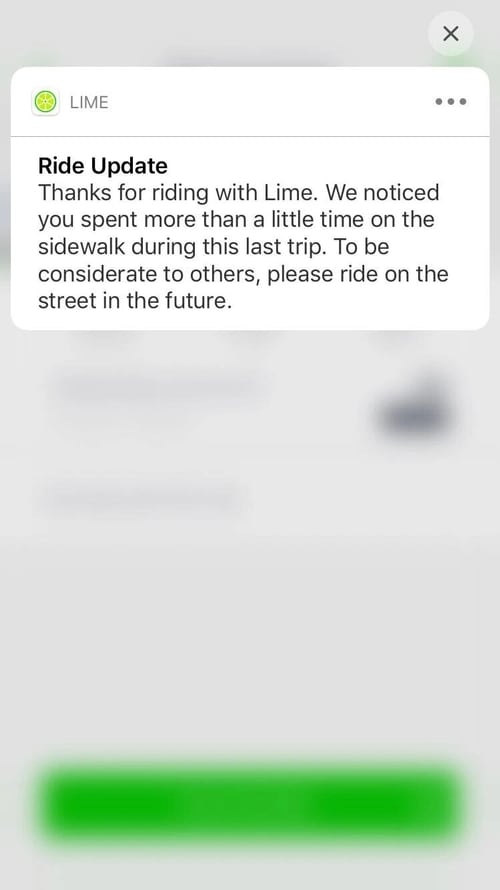 LIME
Ride Update
Thanks for riding with Lime. We noticed
you spent more than a little time on the
sidewalk during this last trip. To be
considerate to others, please ride on the
street in the future.